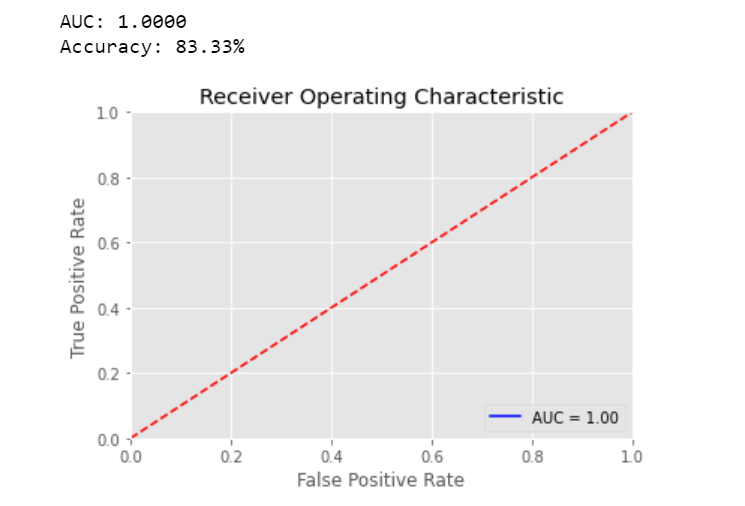 AUC: 1.0000
Accuracy: 83.33%
Receiver Operating Characteristic
1.0
0.8
0.6
0.4
0.2
0.0
True Positive Rate
AUC = 1.00
0.0 0.2 0.4 0.6 0.8 1.0
False Positive Rate